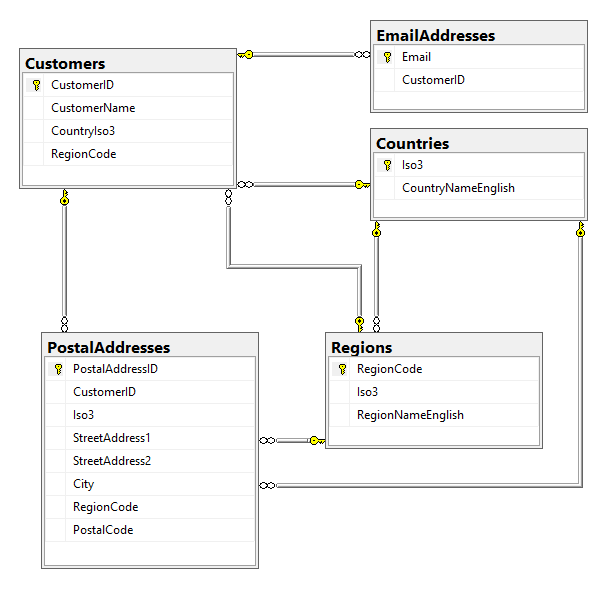 EmailAddresses
Email
CustomerID
Customers
CustomerID
CustomerName
CountryIso3
RegionCode
Countries
Iso3
CountryNameEnglish
PostalAddresses
PostalAddressID
CustomerID
Iso3
StreetAddress1
StreetAddress2
City
RegionCode
PostalCode
Regions
RegionCode
Iso3
RegionNameEnglish